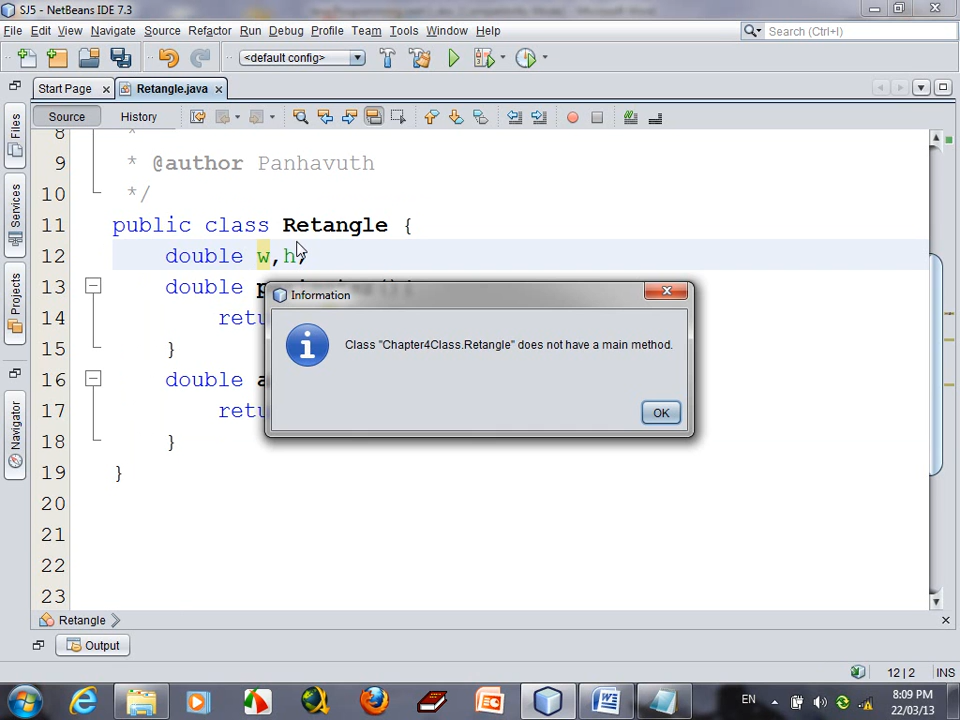 SJ5 - NetBeans IDE 7.3
File Edit View Navigate Source Refactor Run Debug Profile Team Tools Window Help
Search (Ctrl+I)
<default config>
Start Page
Retangle.java
Source History
Files
Services
Projects
Navigator
8 *
9 * @author Panhavuth
10 */
11 public class Retangle {
12 double w,h;
13 double
14 retu
15 }
16 double a
17 retu
18 }
19 }
20
21
22
23
Information
Class "Chapter4Class.Retangle" does not have a main method.
OK
Retangle
Output
12|2 INS
EN
8:09 PM
22/03/13